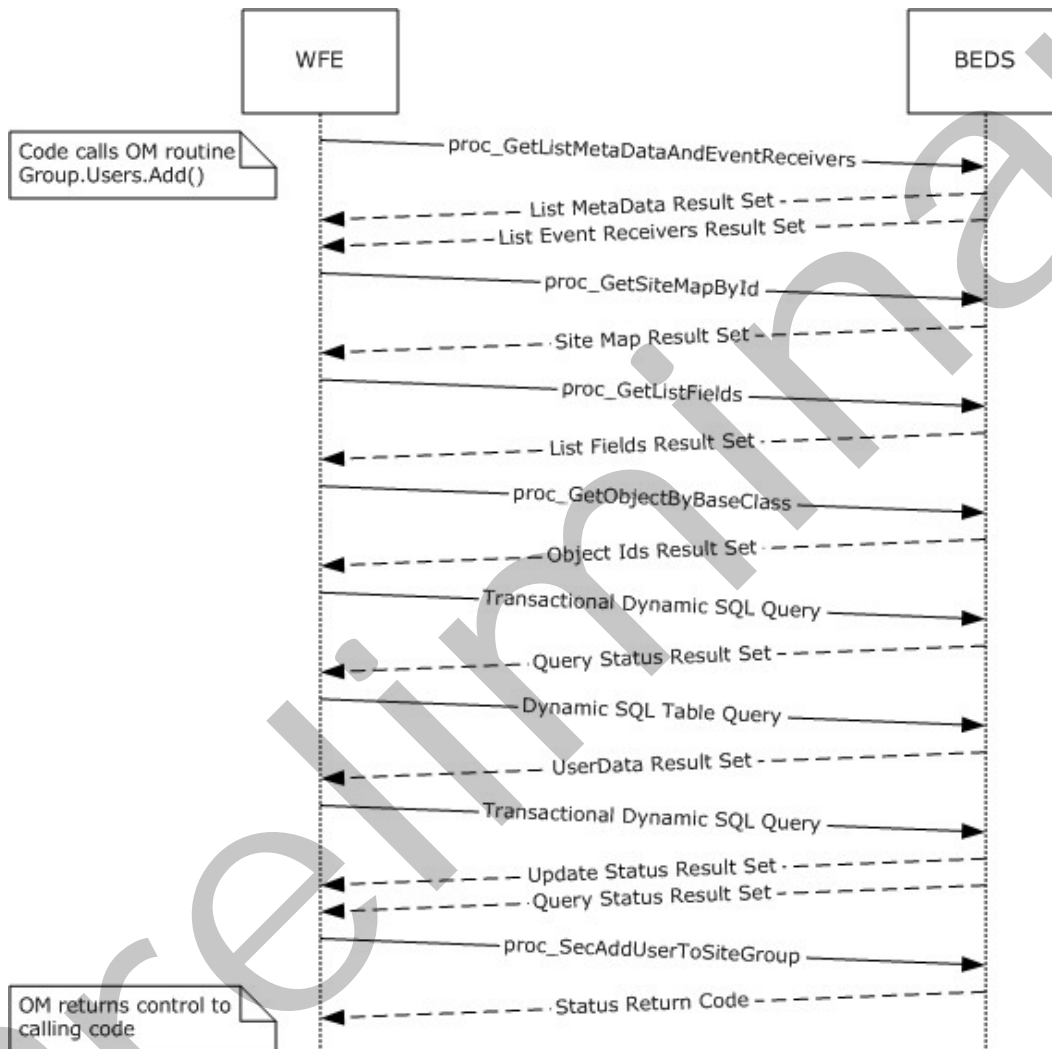 WFE
BEDS
Code calls OM routine
Group.Users.Add()
proc_GetListMetaDataAndEventReceivers
List MetaData Result Set
List Event Receivers Result Set
proc_GetSiteMapById
Site Map Result Set
proc_GetListFields
List Fields Result Set
proc_GetObjectByBaseClass
Object Ids Result Set
Transactional Dynamic SQL Query
Query Status Result Set
Dynamic SQL Table Query
UserData Result Set
Transactional Dynamic SQL Query
Update Status Result Set
Query Status Result Set
proc_SecAddUserToSiteGroup
Status Return Code
OM returns control to
calling code